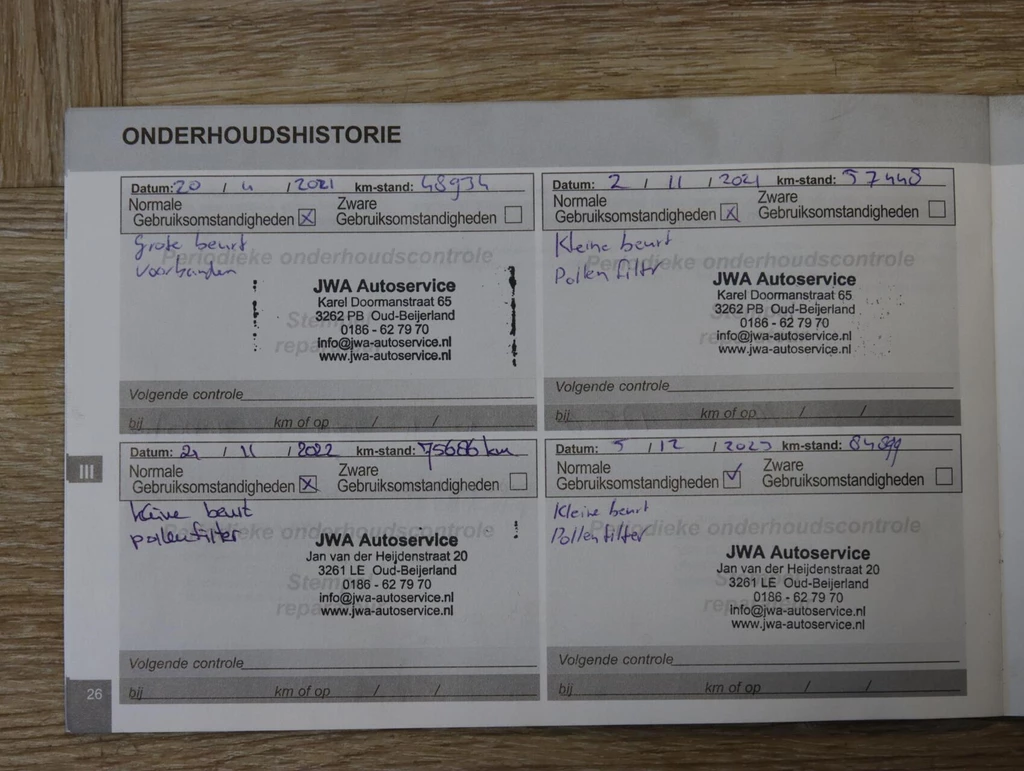 ONDERHOUDSHISTORIE
Datum: 20 / 4 / 2021 km-stand: 48934
Normale Gebruiksomstandigheden ☒ Zware Gebruiksomstandigheden ☐
Grote beurt
voorbanden
Periodieke onderhoudscontrole
JWA Autoservice
Karel Doormanstraat 65
3262 PB Oud-Beijerland
0186 - 62 79 70
info@jwa-autoservice.nl
www.jwa-autoservice.nl
Volgende controle
bij km of op / /
Datum: 2 / 11 / 2021 km-stand: 57448
Normale Gebruiksomstandigheden ☒ Zware Gebruiksomstandigheden ☐
Kleine beurt
Pollen filter
Periodieke onderhoudscontrole
JWA Autoservice
Karel Doormanstraat 65
3262 PB Oud-Beijerland
0186 - 62 79 70
info@jwa-autoservice.nl
www.jwa-autoservice.nl
Volgende controle
bij km of op / /
III
Datum: / 11 / 2022 km-stand: 75686 km
Normale Gebruiksomstandigheden ☒ Zware Gebruiksomstandigheden ☐
kleine beurt
pollenfilter
Periodieke onderhoudscontrole
JWA Autoservice
Jan van der Heijdenstraat 20
3261 LE Oud-Beijerland
0186 - 62 79 70
info@jwa-autoservice.nl
www.jwa-autoservice.nl
Volgende controle
bij km of op / /
Datum: 5 / 12 / 2023 km-stand: 84899
Normale Gebruiksomstandigheden ☑ Zware Gebruiksomstandigheden ☐
Kleine beurt
Pollen filter
Periodieke onderhoudscontrole
JWA Autoservice
Jan van der Heijdenstraat 20
3261 LE Oud-Beijerland
0186 - 62 79 70
info@jwa-autoservice.nl
www.jwa-autoservice.nl
Volgende controle
bij km of op / /
26